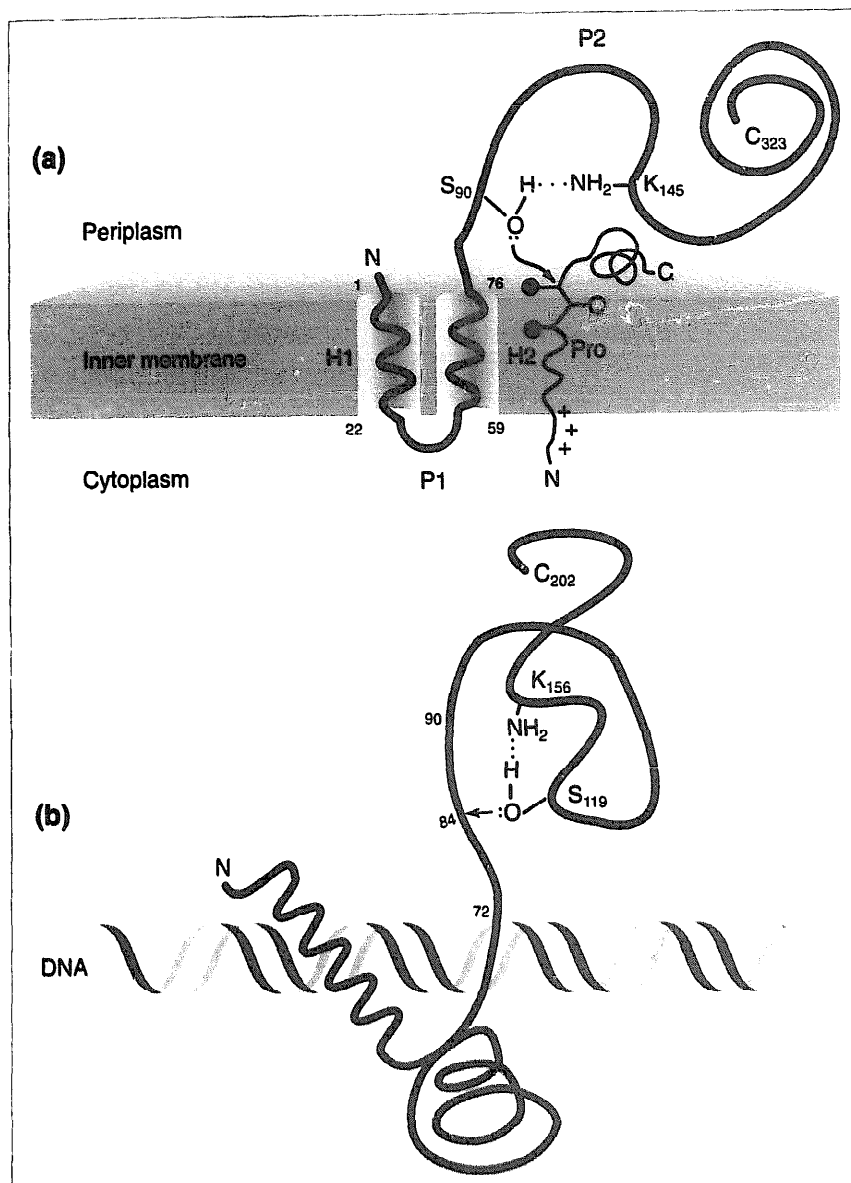 P2
(a)
C323
S90 H···NH2 K145
:O
Periplasm
N
C
1 76
Inner membrane H1 H2 Pro
+
+
+
22 59
Cytoplasm P1 N
C202
K156
90
NH2
H
S119
(b) 84 :O
N
72
DNA